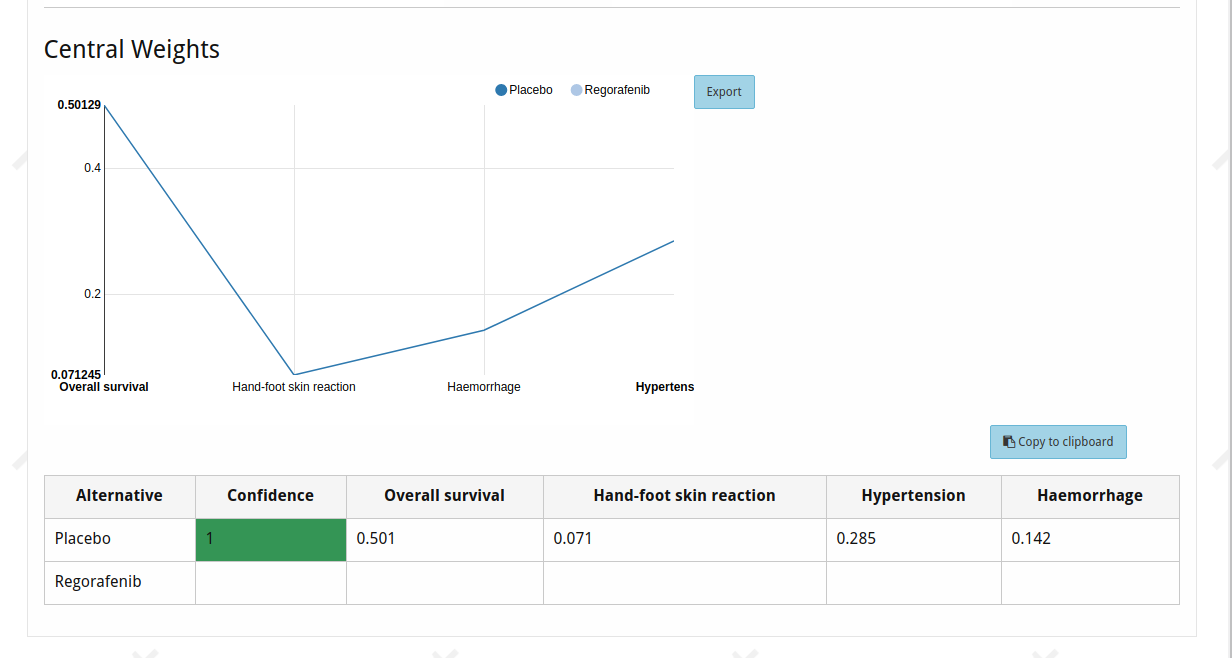 Central Weights
Placebo Regorafenib
Export
0.50129
0.4
0.2
0.071245
Overall survival Hand-foot skin reaction Haemorrhage Hypertens
Copy to clipboard
Alternative Confidence Overall survival Hand-foot skin reaction Hypertension Haemorrhage
Placebo 1 0.501 0.071 0.285 0.142
Regorafenib